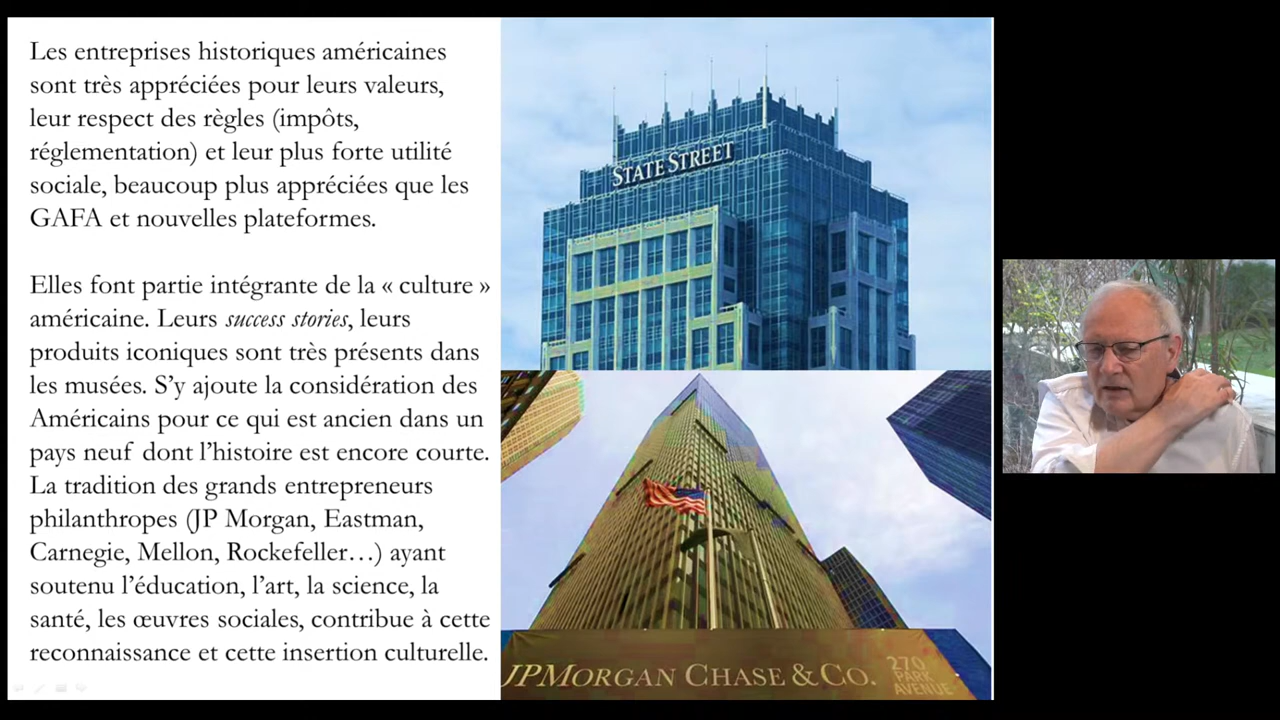 Les entreprises historiques américaines
sont très appréciées pour leurs valeurs,
leur respect des règles (impôts,
réglementation) et leur plus forte utilité
sociale, beaucoup plus appréciées que les
GAFA et nouvelles plateformes.
Elles font partie intégrante de la « culture »
américaine. Leurs success stories, leurs
produits iconiques sont très présents dans
les musées. S’y ajoute la considération des
Américains pour ce qui est ancien dans un
pays neuf dont l’histoire est encore courte.
La tradition des grands entrepreneurs
philanthropes (JP Morgan, Eastman,
Carnegie, Mellon, Rockefeller…) ayant
soutenu l’éducation, l’art, la science, la
santé, les œuvres sociales, contribue à cette
reconnaissance et cette insertion culturelle.
STATE STREET
JPMORGAN CHASE & CO.
270
PARK
AVENUE